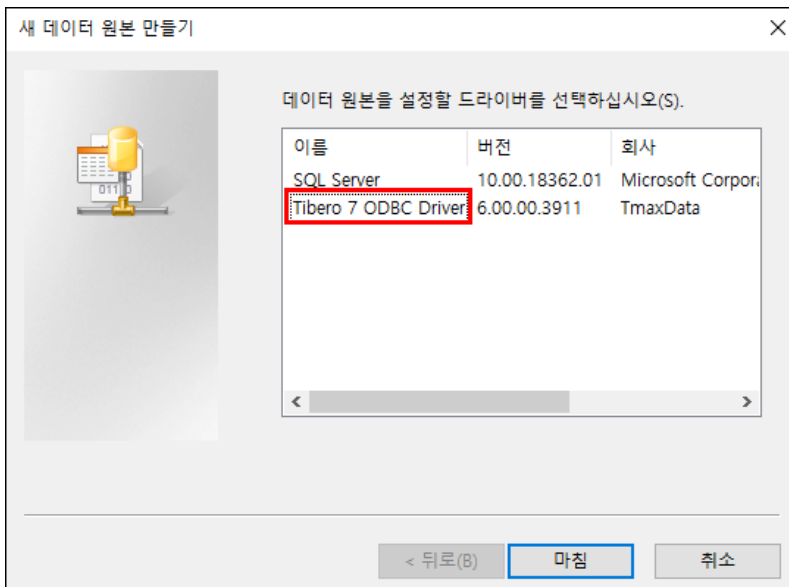 새 데이터 원본 만들기
데이터 원본을 설정할 드라이버를 선택하십시오(S).
이름 버전 회사
SQL Server 10.00.18362.01 Microsoft Corpor
Tibero 7 ODBC Driver 6.00.00.3911 TmaxData
< 뒤로(B) 마침 취소